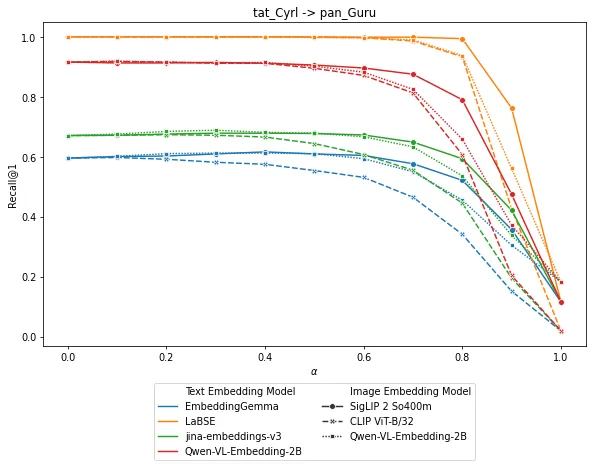 tat_Cyrl -> pan_Guru
Recall@1
1.0
0.8
0.6
0.4
0.2
0.0
0.0 0.2 0.4 0.6 0.8 1.0
α
Text Embedding Model Image Embedding Model
EmbeddingGemma SigLIP 2 So400m
LaBSE CLIP ViT-B/32
jina-embeddings-v3 Qwen-VL-Embedding-2B
Qwen-VL-Embedding-2B